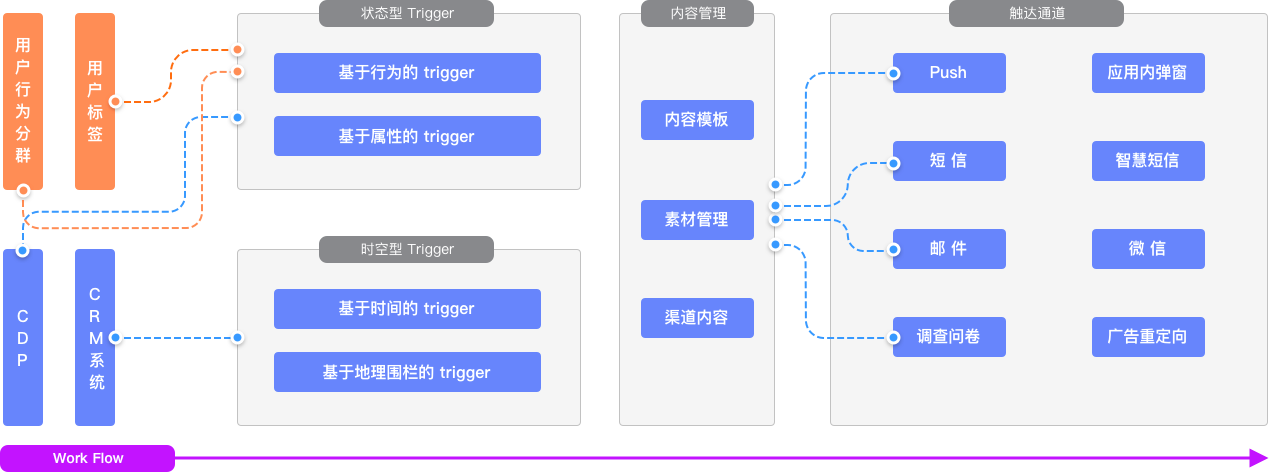 用户行为分群
用户标签
状态型 Trigger
基于行为的 trigger
基于属性的 trigger
CDP
CRM系统
时空型 Trigger
基于时间的 trigger
基于地理围栏的 trigger
内容管理
内容模板
素材管理
渠道内容
触达通道
Push
应用内弹窗
短 信
智慧短信
邮 件
微 信
调查问卷
广告重定向
Work Flow